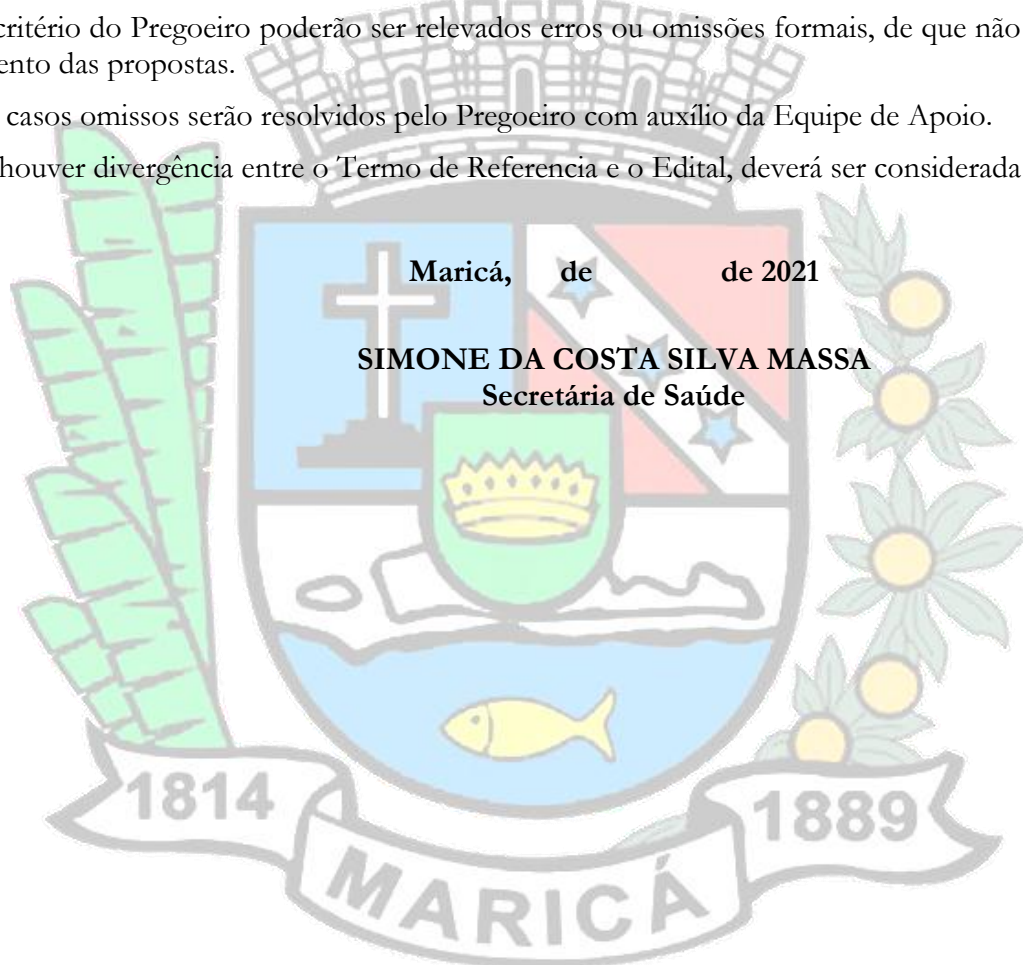 critério do Pregoeiro poderão ser relevados erros ou omissões formais, de que não
ento das propostas.
casos omissos serão resolvidos pelo Pregoeiro com auxílio da Equipe de Apoio.
houver divergência entre o Termo de Referencia e o Edital, deverá ser considerada
Maricá, de de 2021
SIMONE DA COSTA SILVA MASSA
Secretária de Saúde
1814
1889
MARICÁ